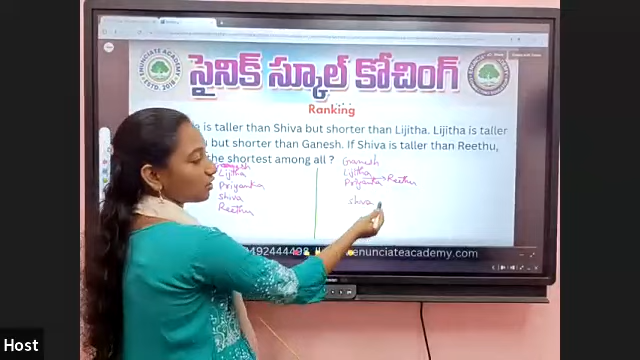 సైనిక్ స్కూల్ కోచింగ్
Ranking
is taller than Shiva but shorter than Lijitha. Lijitha is taller
but shorter than Ganesh. If Shiva is taller than Reethu,
the shortest among all ?
Ganesh
Lijitha
Priyanka
Shiva
Reethu
Ganesh
Lijitha
Priyanka → Reethu
Shiva
enunciateacademy.com
Host